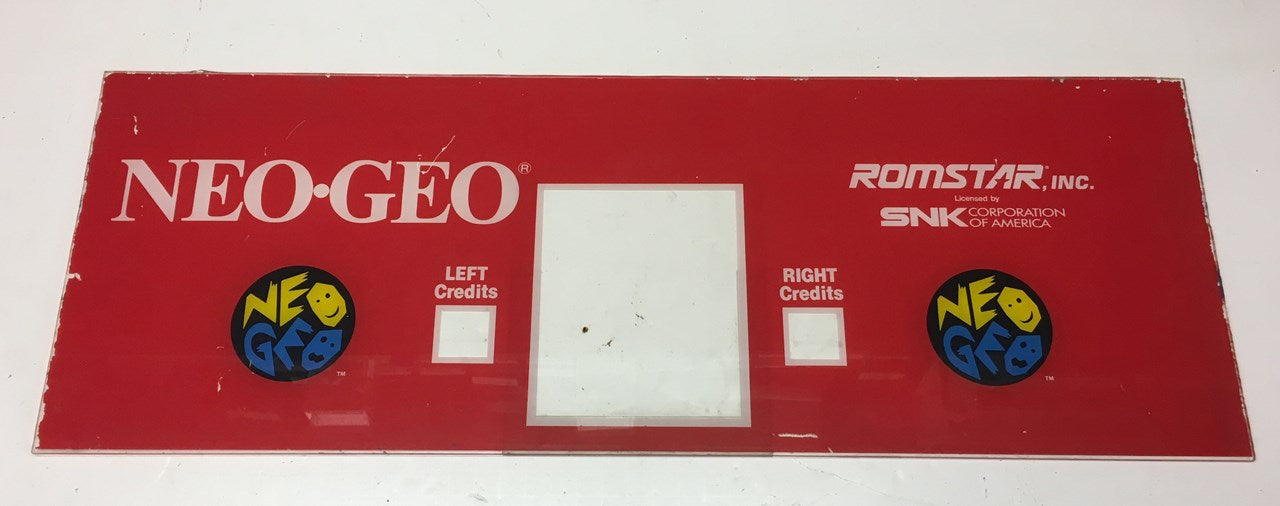 NEO•GEO®
ROMSTAR, INC.
Licensed by
SNK CORPORATION
OF AMERICA
LEFT
Credits
RIGHT
Credits
NEO
GEO
TM
NEO
GEO
TM